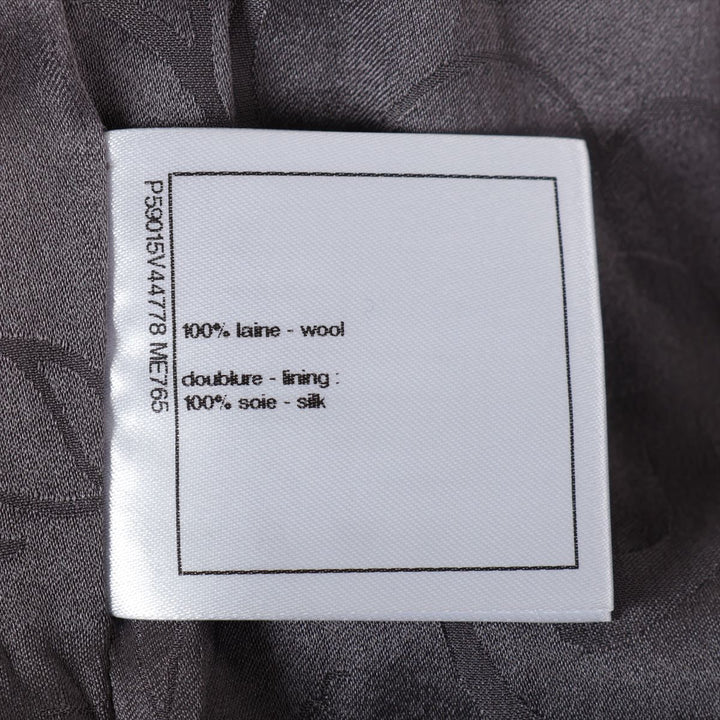 P59015V44778 ME765
100% laine - wool
doublure - lining :
100% soie - silk